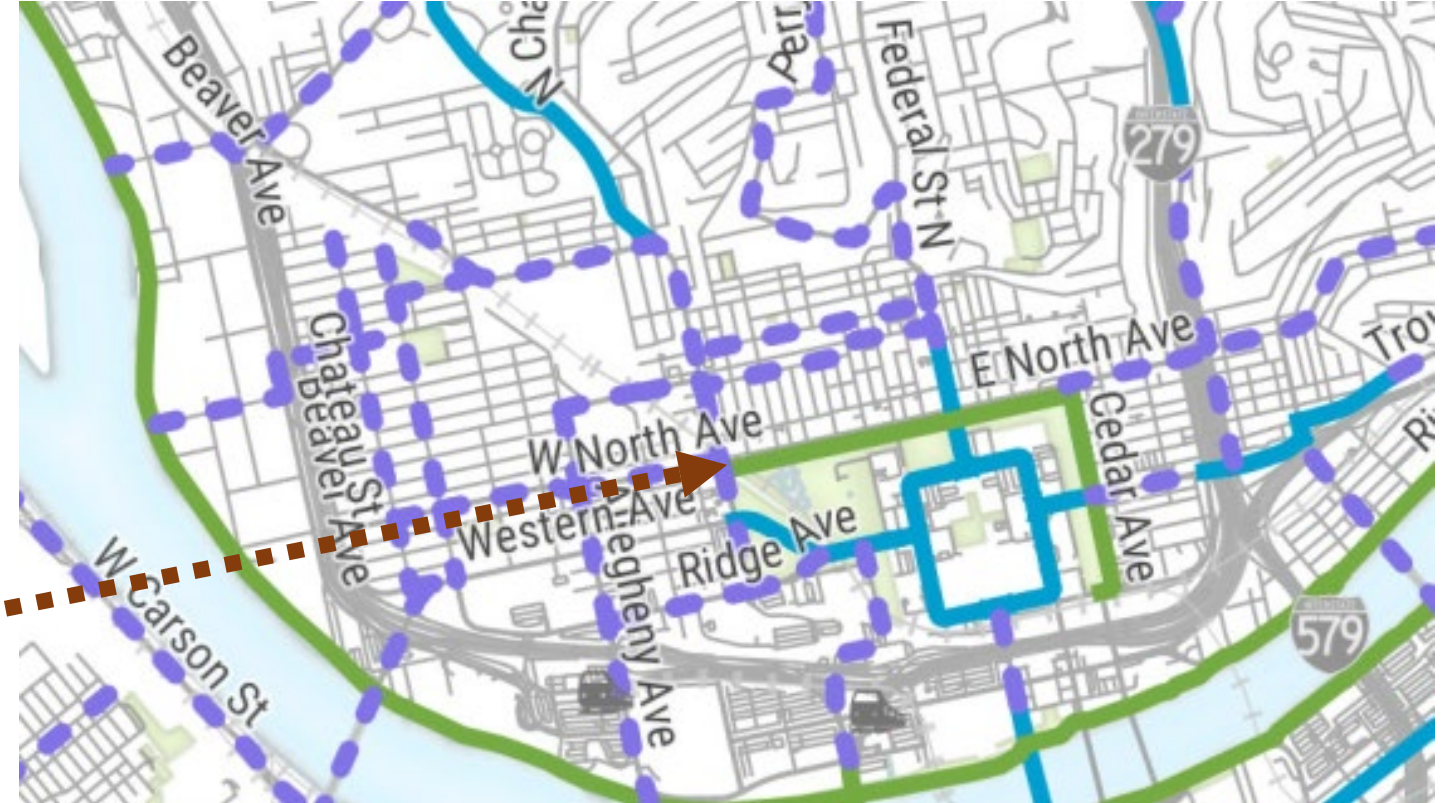 N Cha
Federal St N
Beaver Ave
279
E North Ave
Troy
Chateau St
Beaver Ave
W North Ave
Cedar Ave
Western Ave
Ridge Ave
Allegheny Ave
W Carson St
579